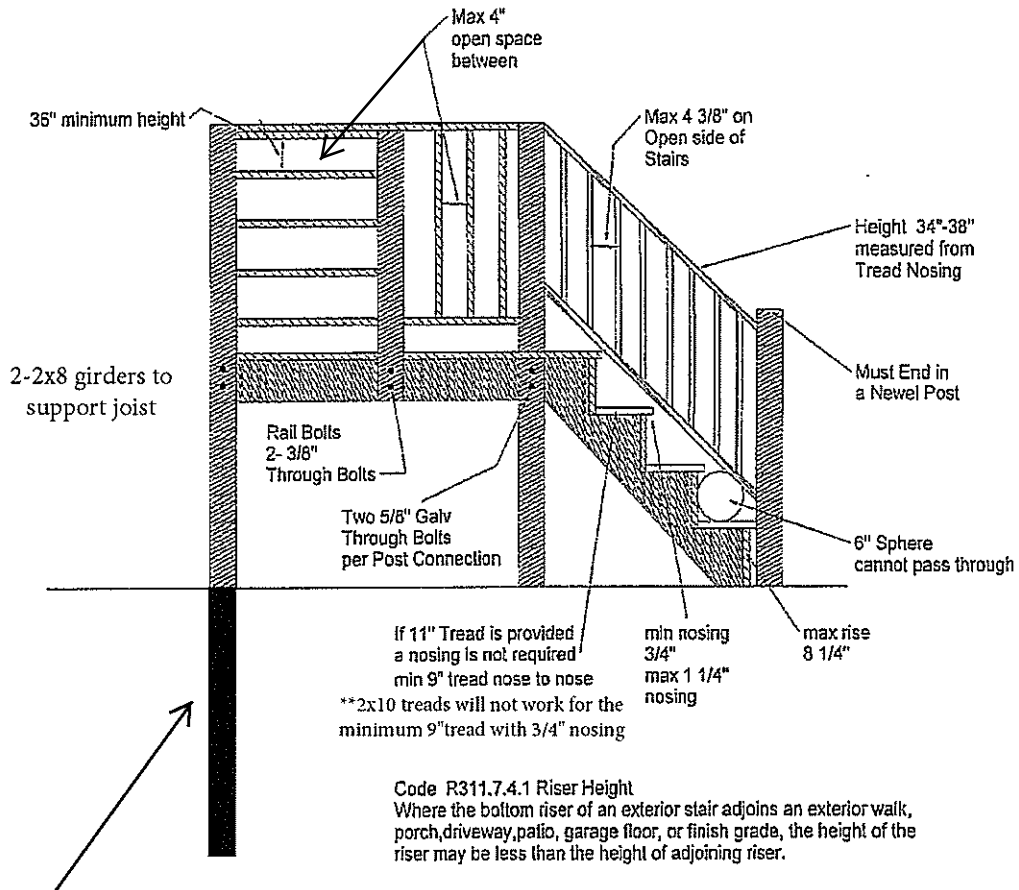 Max 4"
open space
between
36" minimum height
Max 4 3/8" on
Open side of
Stairs
Height 34"-38"
measured from
Tread Nosing
2-2x8 girders to
support joist
Must End in
a Newel Post
Rail Bolts
2- 3/8"
Through Bolts
Two 5/8" Galv
Through Bolts
per Post Connection
6" Sphere
cannot pass through
If 11" Tread is provided
a nosing is not required
min 9" tread nose to nose
**2x10 treads will not work for the
minimum 9"tread with 3/4" nosing
min nosing
3/4"
max 1 1/4"
nosing
max rise
8 1/4"
Code R311.7.4.1 Riser Height
Where the bottom riser of an exterior stair adjoins an exterior walk,
porch,driveway,patio, garage floor, or finish grade, the height of the
riser may be less than the height of adjoining riser.